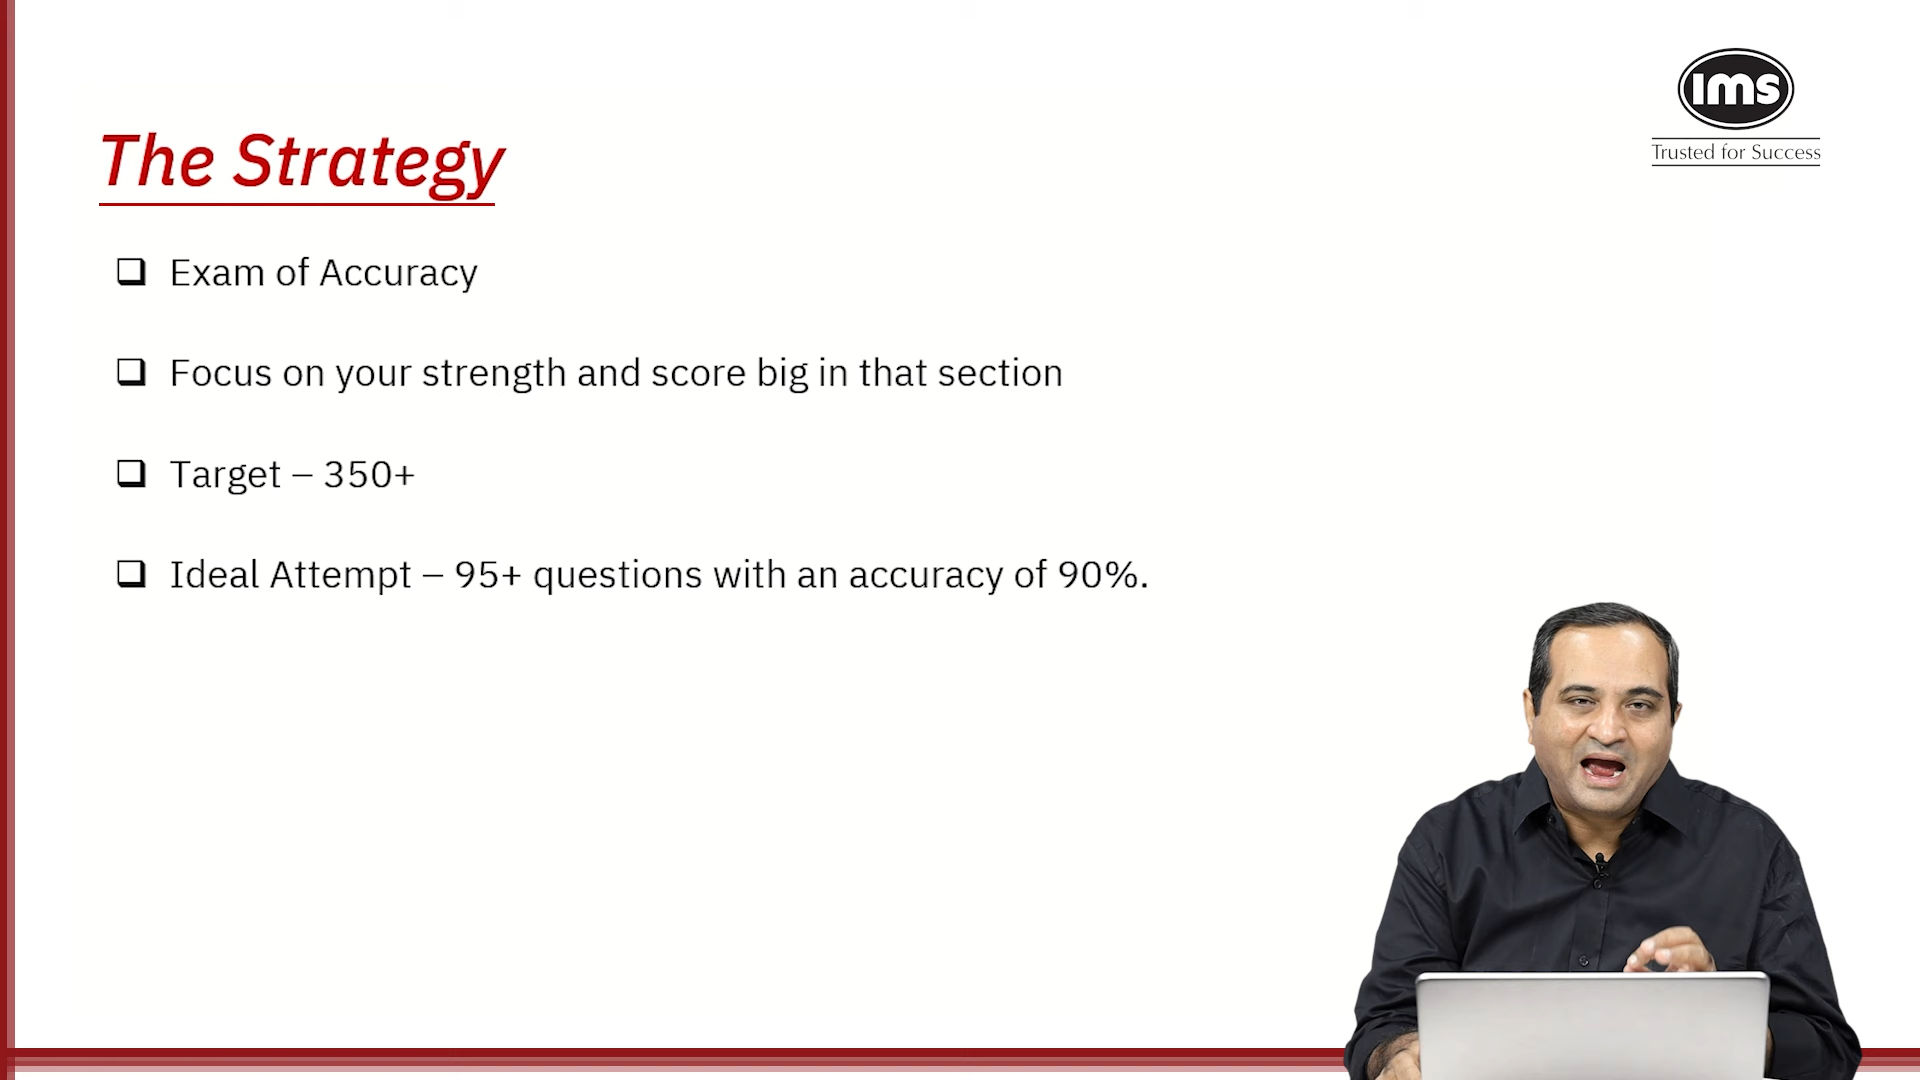 ims
Trusted for Success
The Strategy
Exam of Accuracy
Focus on your strength and score big in that section
Target – 350+
Ideal Attempt – 95+ questions with an accuracy of 90%.